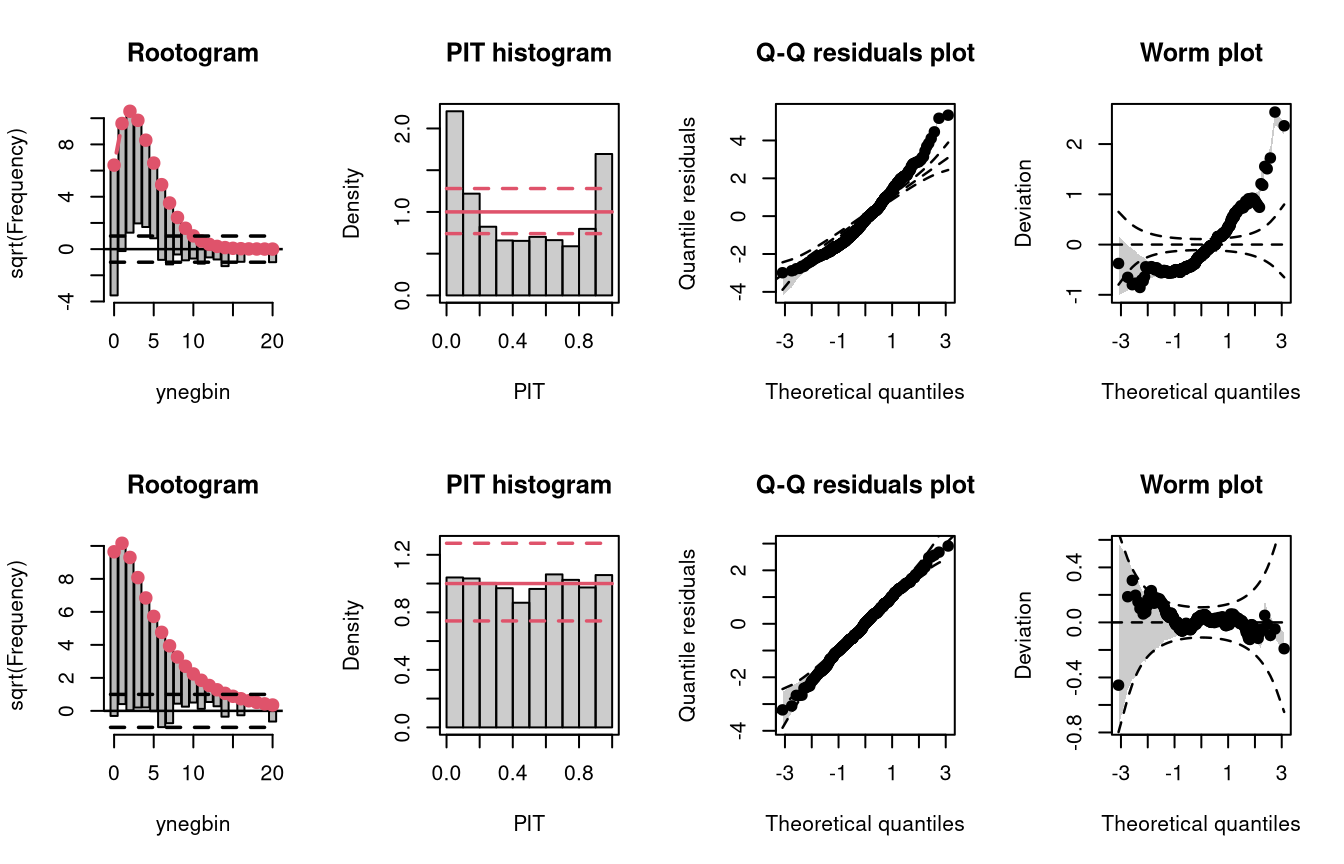 Rootogram
PIT histogram
Q-Q residuals plot
Worm plot
sqrt(Frequency)
-4 0 4 8
0 5 10 20
ynegbin
Density
0.0 1.0 2.0
0.0 0.4 0.8
PIT
Quantile residuals
-4 -2 0 2 4
-3 -1 1 3
Theoretical quantiles
Deviation
-1 0 1 2
-3 -1 1 3
Theoretical quantiles
Rootogram
PIT histogram
Q-Q residuals plot
Worm plot
sqrt(Frequency)
0 2 4 6 8
0 5 10 20
ynegbin
Density
0.0 0.4 0.8 1.2
0.0 0.4 0.8
PIT
Quantile residuals
-4 -2 0 2
-3 -1 1 3
Theoretical quantiles
Deviation
-0.8 -0.4 0.0 0.4
-3 -1 1 3
Theoretical quantiles